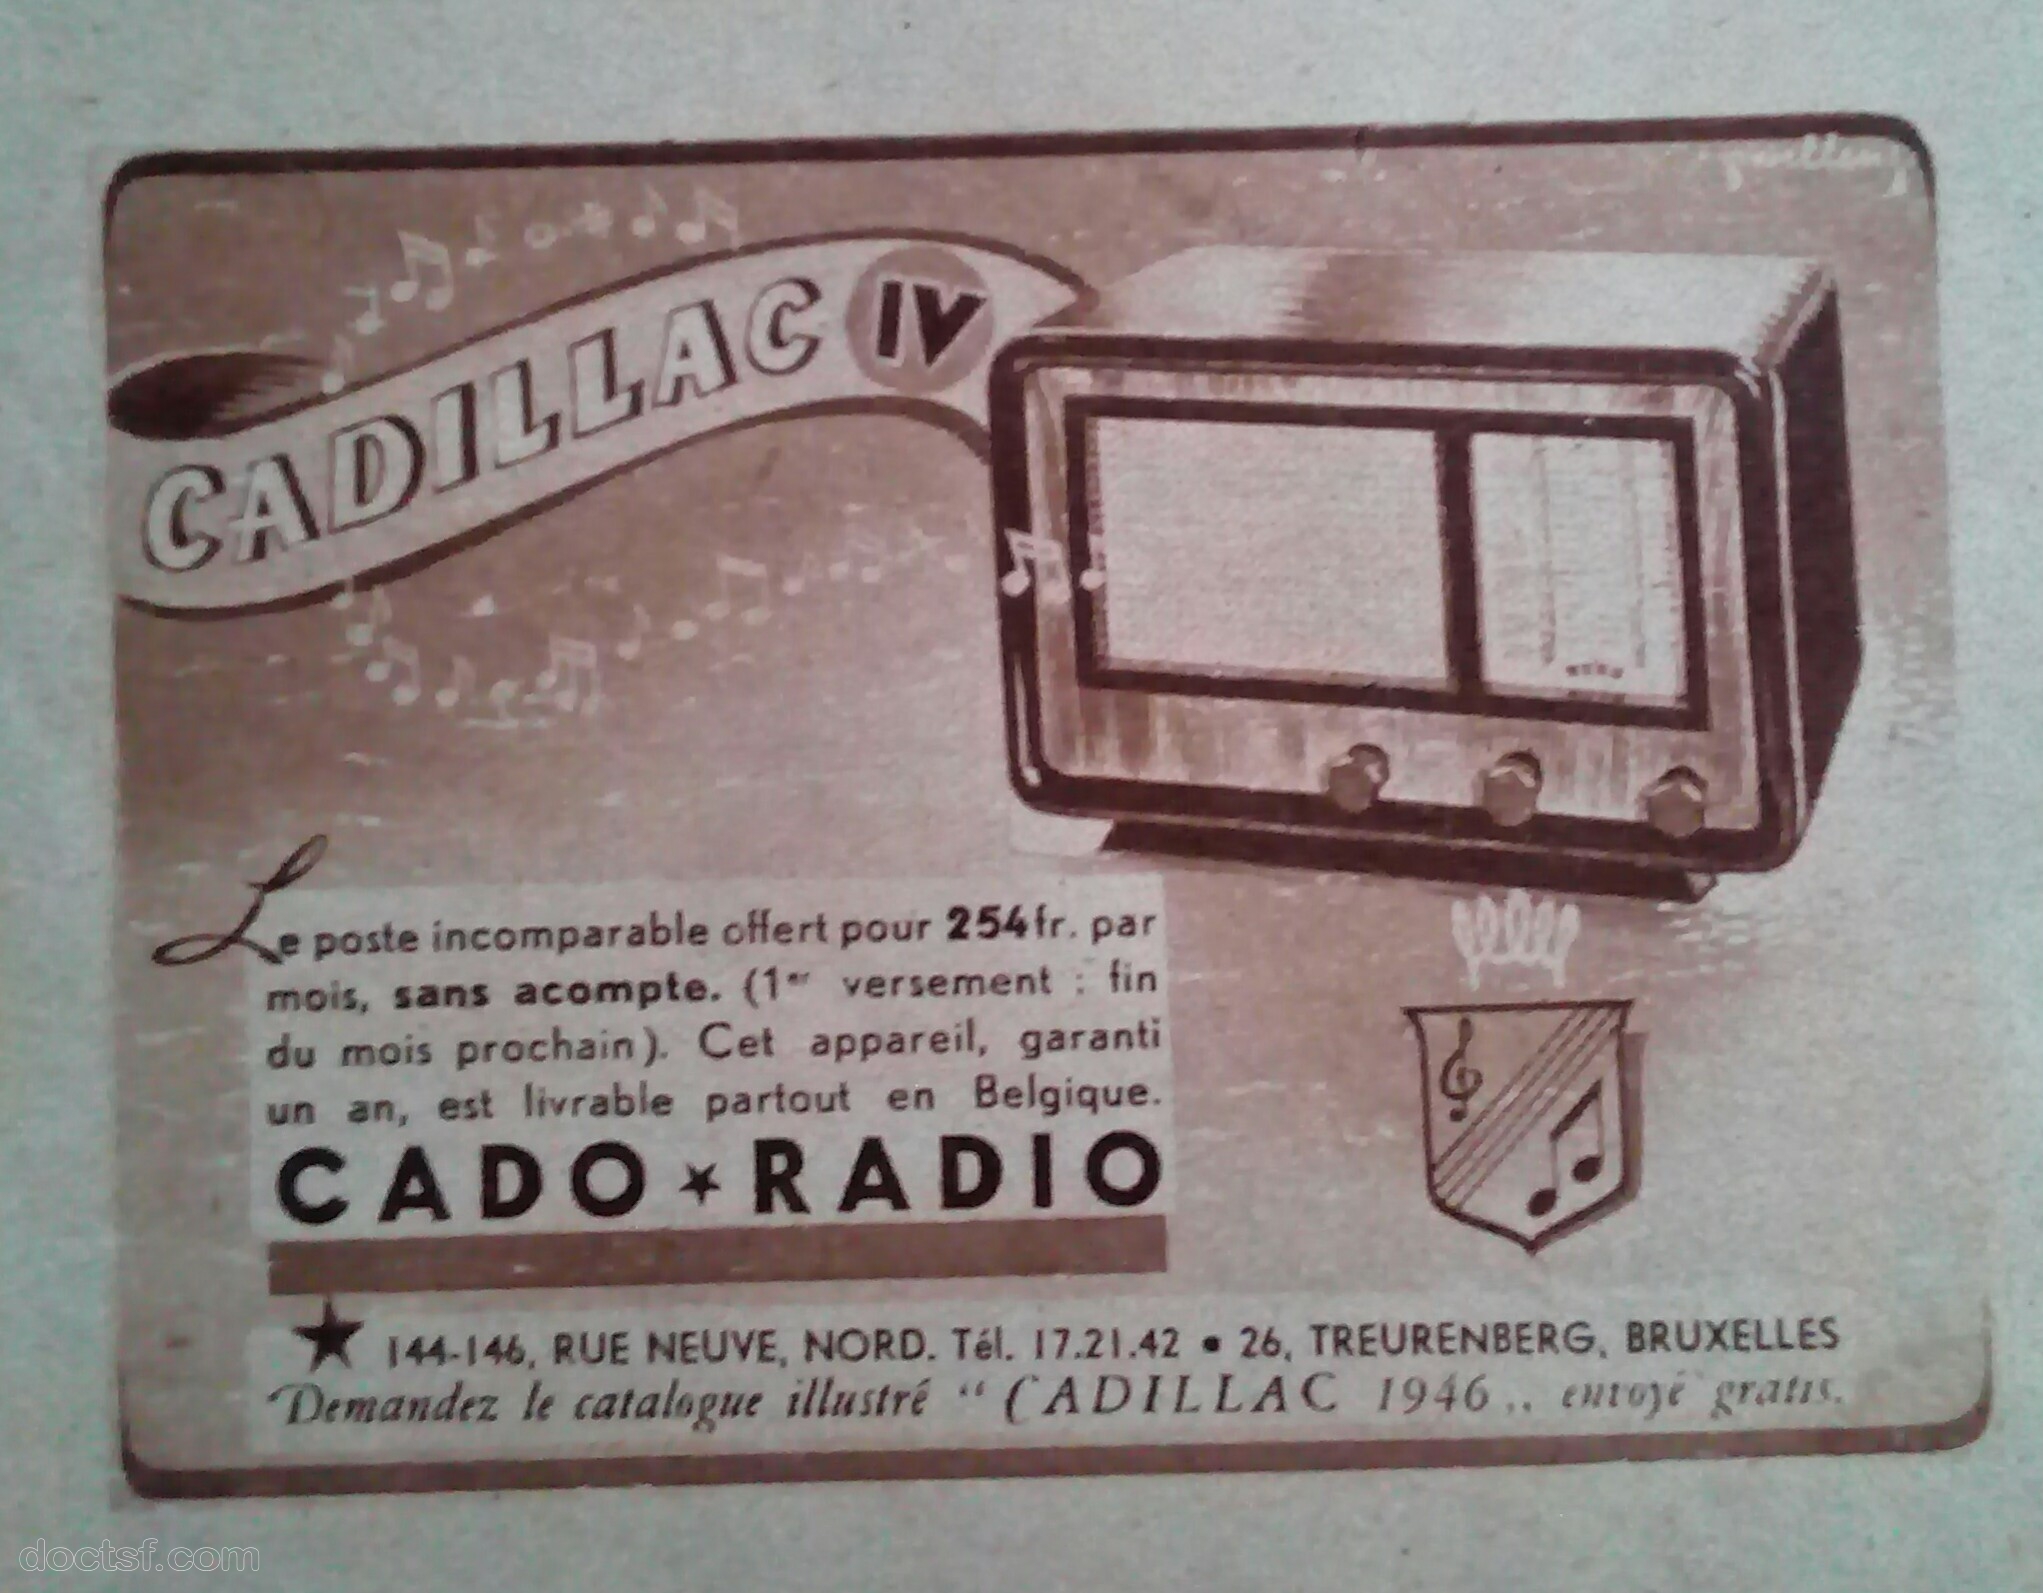 CADILLAC IV
Le poste incomparable offert pour 254 fr. par
mois, sans acompte. (1er versement : fin
du mois prochain). Cet appareil, garanti
un an, est livrable partout en Belgique.
CADO ★ RADIO
★ 144-146, RUE NEUVE, NORD. Tél. 17.21.42 • 26, TREURENBERG, BRUXELLES
Demandez le catalogue illustré “ CADILLAC 1946 „ envoyé gratis.
doctsf.com